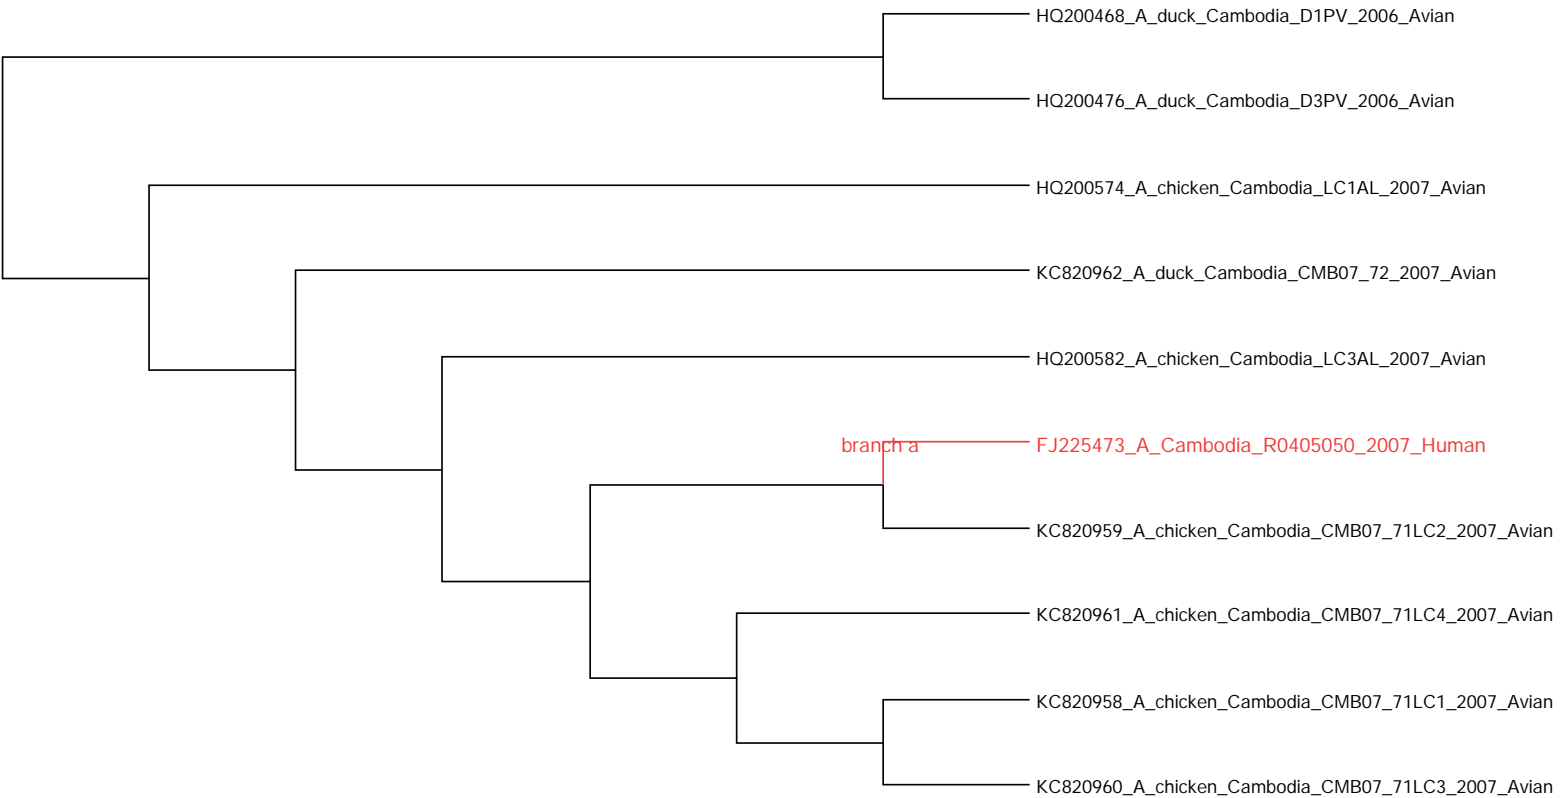 HQ200468_A_duck_Cambodia_D1PV_2006_Avian
HQ200476_A_duck_Cambodia_D3PV_2006_Avian
HQ200574_A_chicken_Cambodia_LC1AL_2007_Avian
KC820962_A_duck_Cambodia_CMB07_72_2007_Avian
HQ200582_A_chicken_Cambodia_LC3AL_2007_Avian
branch a FJ225473_A_Cambodia_R0405050_2007_Human
KC820959_A_chicken_Cambodia_CMB07_71LC2_2007_Avian
KC820961_A_chicken_Cambodia_CMB07_71LC4_2007_Avian
KC820958_A_chicken_Cambodia_CMB07_71LC1_2007_Avian
KC820960_A_chicken_Cambodia_CMB07_71LC3_2007_Avian